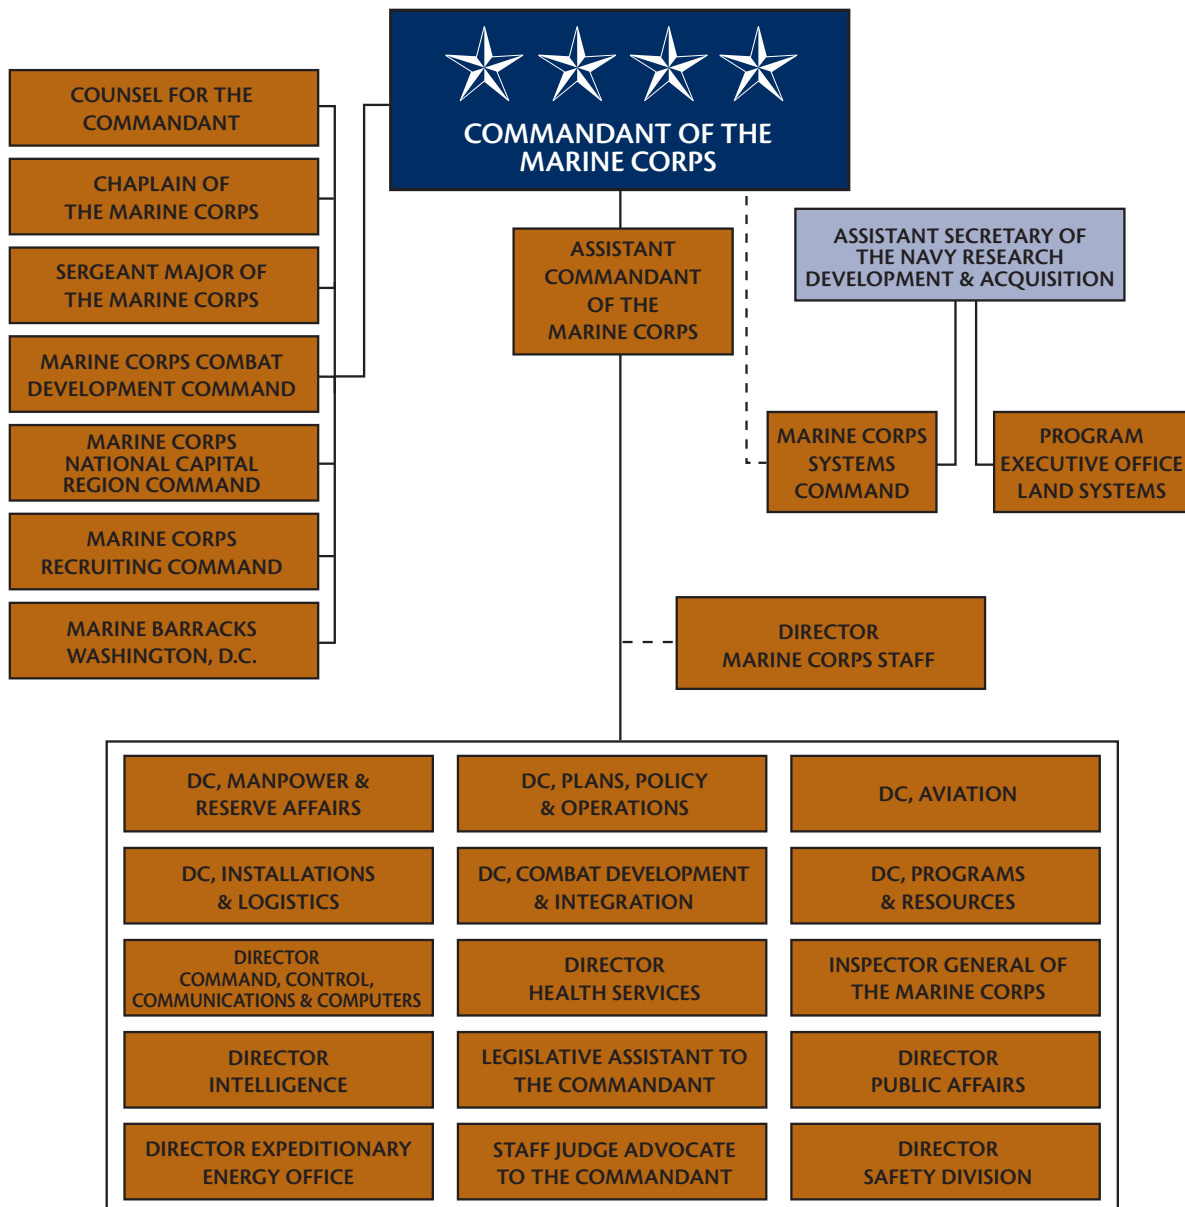 COMMANDANT OF THE
MARINE CORPS
COUNSEL FOR THE
COMMANDANT
CHAPLAIN OF
THE MARINE CORPS
SERGEANT MAJOR OF
THE MARINE CORPS
MARINE CORPS COMBAT
DEVELOPMENT COMMAND
MARINE CORPS
NATIONAL CAPITAL
REGION COMMAND
MARINE CORPS
RECRUITING COMMAND
MARINE BARRACKS
WASHINGTON, D.C.
ASSISTANT
COMMANDANT
OF THE
MARINE CORPS
ASSISTANT SECRETARY OF
THE NAVY RESEARCH
DEVELOPMENT & ACQUISITION
MARINE CORPS
SYSTEMS
COMMAND
PROGRAM
EXECUTIVE OFFICE
LAND SYSTEMS
DIRECTOR
MARINE CORPS STAFF
DC, MANPOWER &
RESERVE AFFAIRS
DC, PLANS, POLICY
& OPERATIONS
DC, AVIATION
DC, INSTALLATIONS
& LOGISTICS
DC, COMBAT DEVELOPMENT
& INTEGRATION
DC, PROGRAMS
& RESOURCES
DIRECTOR
COMMAND, CONTROL,
COMMUNICATIONS & COMPUTERS
DIRECTOR
HEALTH SERVICES
INSPECTOR GENERAL OF
THE MARINE CORPS
DIRECTOR
INTELLIGENCE
LEGISLATIVE ASSISTANT TO
THE COMMANDANT
DIRECTOR
PUBLIC AFFAIRS
DIRECTOR EXPEDITIONARY
ENERGY OFFICE
STAFF JUDGE ADVOCATE
TO THE COMMANDANT
DIRECTOR
SAFETY DIVISION